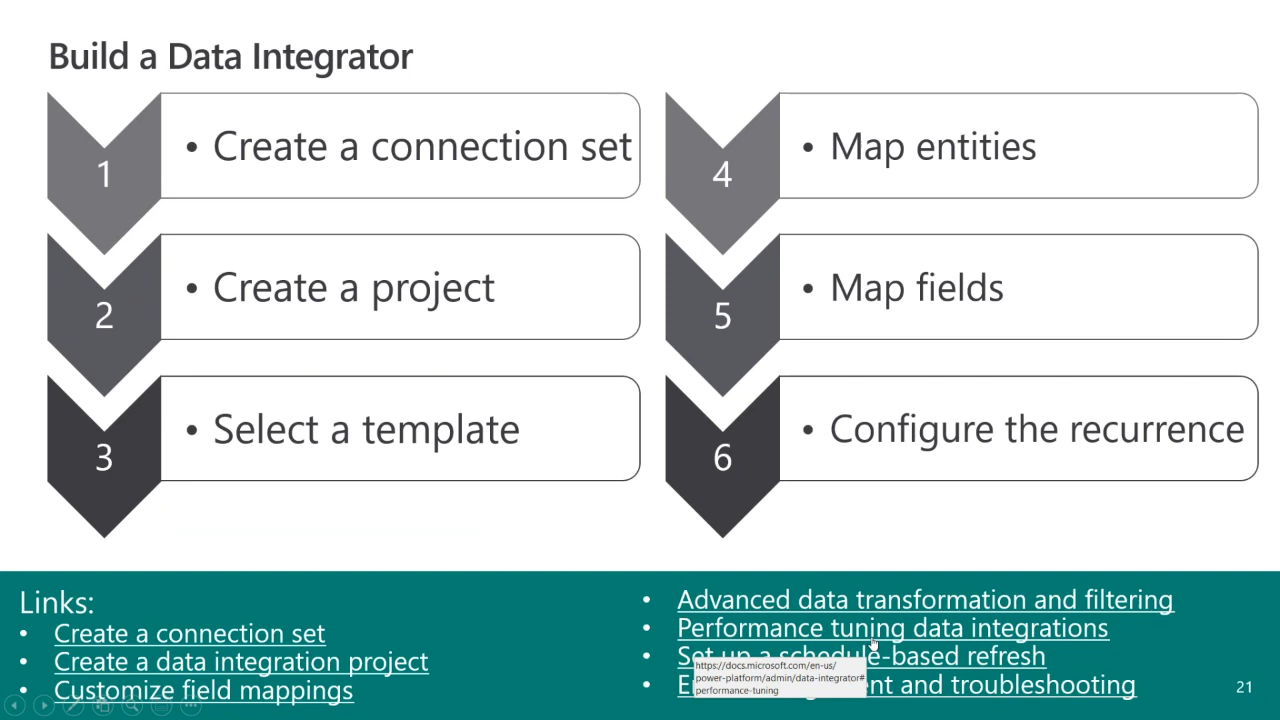 Build a Data Integrator
1
• Create a connection set
2
• Create a project
3
• Select a template
4
• Map entities
5
• Map fields
6
• Configure the recurrence
Links:
• Create a connection set
• Create a data integration project
• Customize field mappings
• Advanced data transformation and filtering
• Performance tuning data integrations
• Set up a schedule-based refresh
• and troubleshooting
https://docs.microsoft.com/en-us/
power-platform/admin/data-integrator#
performance-tuning
21